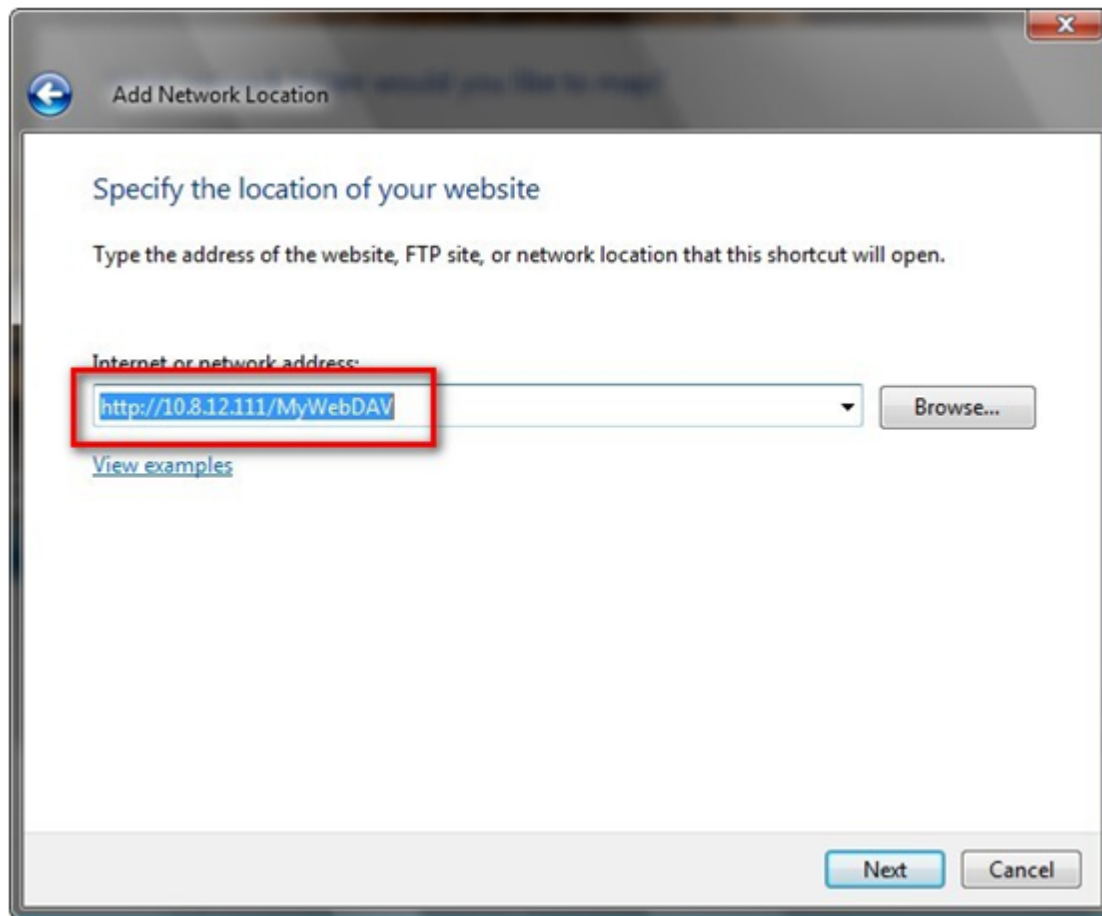 Add Network Location
Specify the location of your website
Type the address of the website, FTP site, or network location that this shortcut will open.
Internet or network address:
http://10.8.12.111/MyWebDAV
Browse...
View examples
Next
Cancel